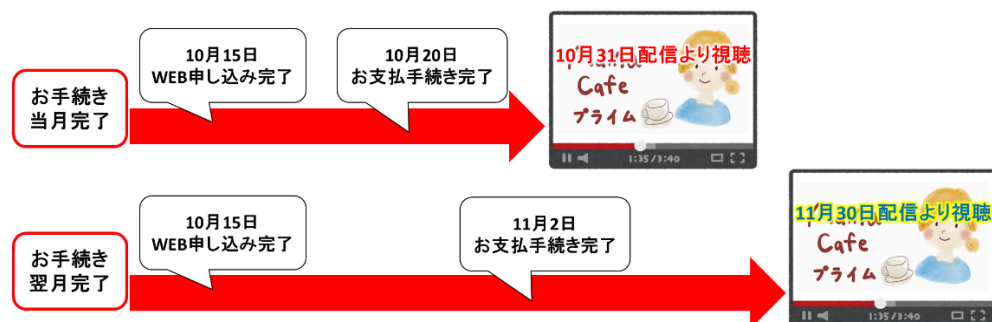 お手続き
当月完了
10月15日
WEB申し込み完了
10月20日
お支払手続き完了
10月31日配信より視聴
Cafe
プライム
1:35/3:40
お手続き
翌月完了
10月15日
WEB申し込み完了
11月2日
お支払手続き完了
11月30日配信より視聴
Cafe
プライム
1:35/3:40